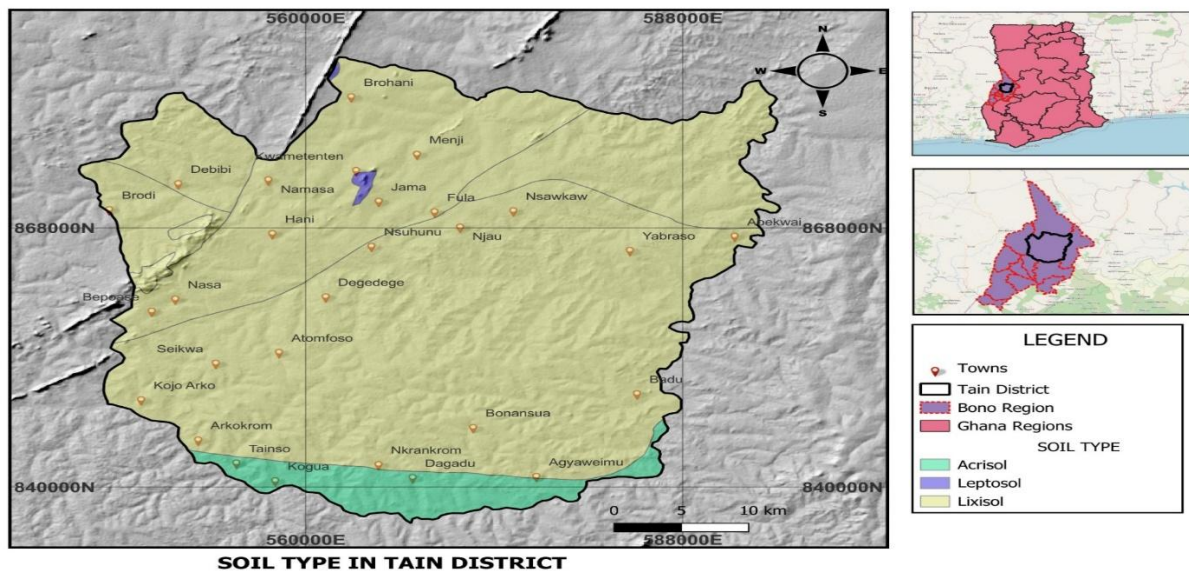 560000E
588000E
N
W
E
S
Brohani
Menji
Kwametenten
Debibi
Namasa
Jama
Brodi
Fula
Nsawkaw
Hani
868000N
868000N
Nsuhunu
Njau
Yabraso
Apekwai
Nasa
Degedege
Bepoase
Atomfoso
Seikwa
Kojo Arko
Badu
Bonansua
Arkokrom
Tainso
Nkrankrom
Kogua
Dagadu
Agyaweimu
840000N
840000N
0 5 10 km
560000E
588000E
SOIL TYPE IN TAIN DISTRICT
LEGEND
Towns
Tain District
Bono Region
Ghana Regions
SOIL TYPE
Acrisol
Leptosol
Lixisol